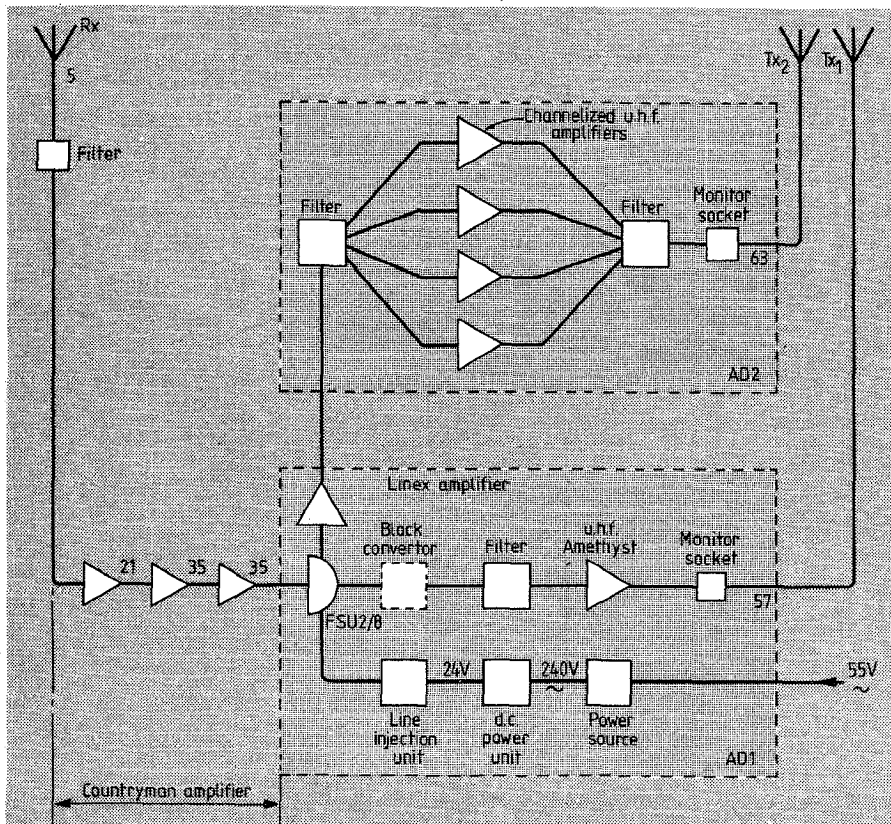 Rx
5
Filter
Tx2
Tx1
Channelized u.h.f.
amplifiers
Filter
Filter
Monitor
socket
63
AD2
Linex amplifier
Block
convertor
Filter
u.h.f.
Amethyst
Monitor
socket
21
35
35
FSU2/8
57
24V
240V
~
55V
~
Line
injection
unit
d.c.
power
unit
Power
source
AD1
Countryman amplifier